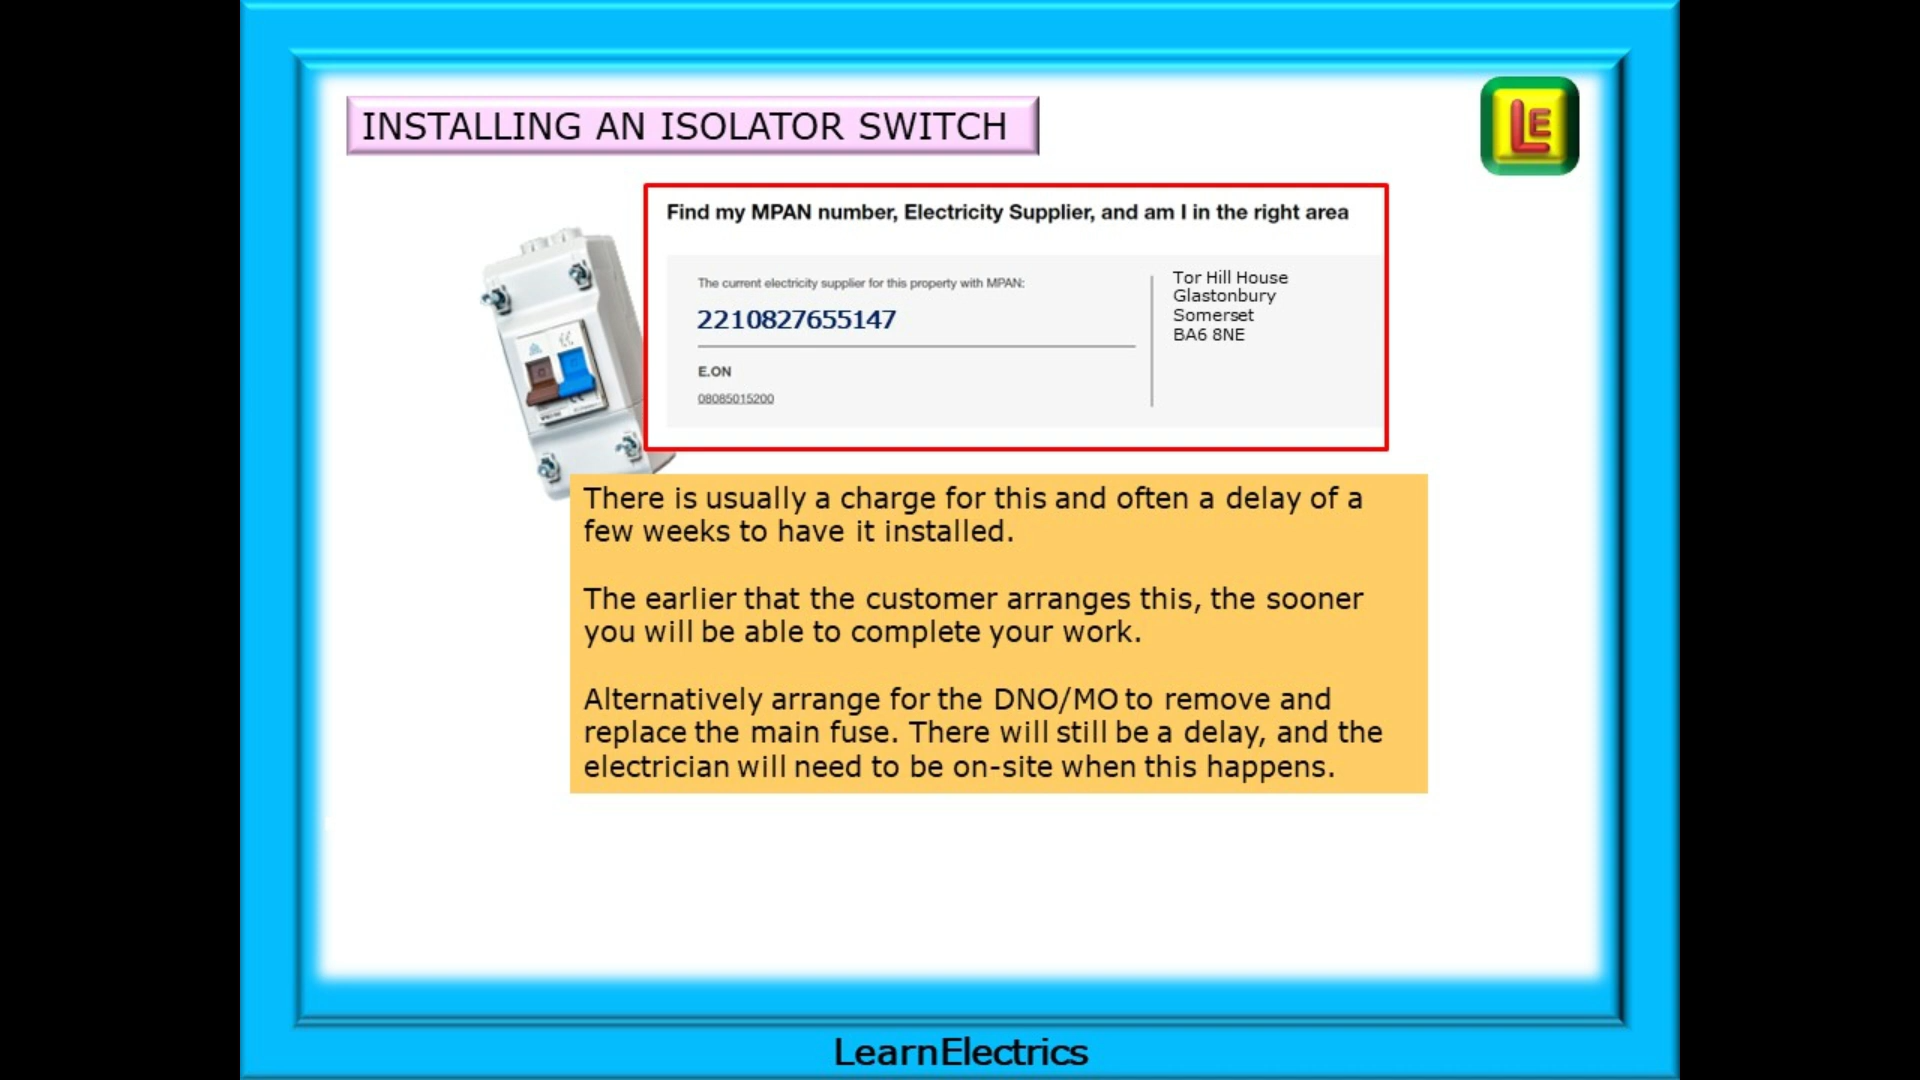 INSTALLING AN ISOLATOR SWITCH
LE
Find my MPAN number, Electricity Supplier, and am I in the right area
The current electricity supplier for this property with MPAN:
2210827655147
E.ON
08085015200
Tor Hill House
Glastonbury
Somerset
BA6 8NE
There is usually a charge for this and often a delay of a
few weeks to have it installed.
The earlier that the customer arranges this, the sooner
you will be able to complete your work.
Alternatively arrange for the DNO/MO to remove and
replace the main fuse. There will still be a delay, and the
electrician will need to be on-site when this happens.
LearnElectrics